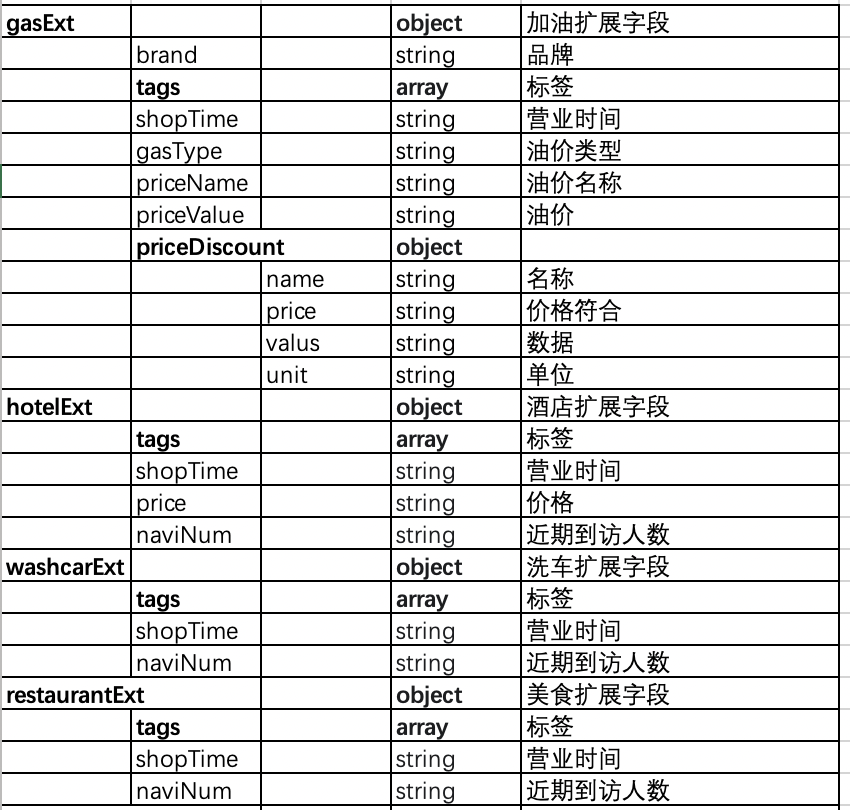 gasExt object 加油扩展字段
brand string 品牌
tags array 标签
shopTime string 营业时间
gasType string 油价类型
priceName string 油价名称
priceValue string 油价
priceDiscount object
name string 名称
price string 价格符合
valus string 数据
unit string 单位
hotelExt object 酒店扩展字段
tags array 标签
shopTime string 营业时间
price string 价格
naviNum string 近期到访人数
washcarExt object 洗车扩展字段
tags array 标签
shopTime string 营业时间
naviNum string 近期到访人数
restaurantExt object 美食扩展字段
tags array 标签
shopTime string 营业时间
naviNum string 近期到访人数